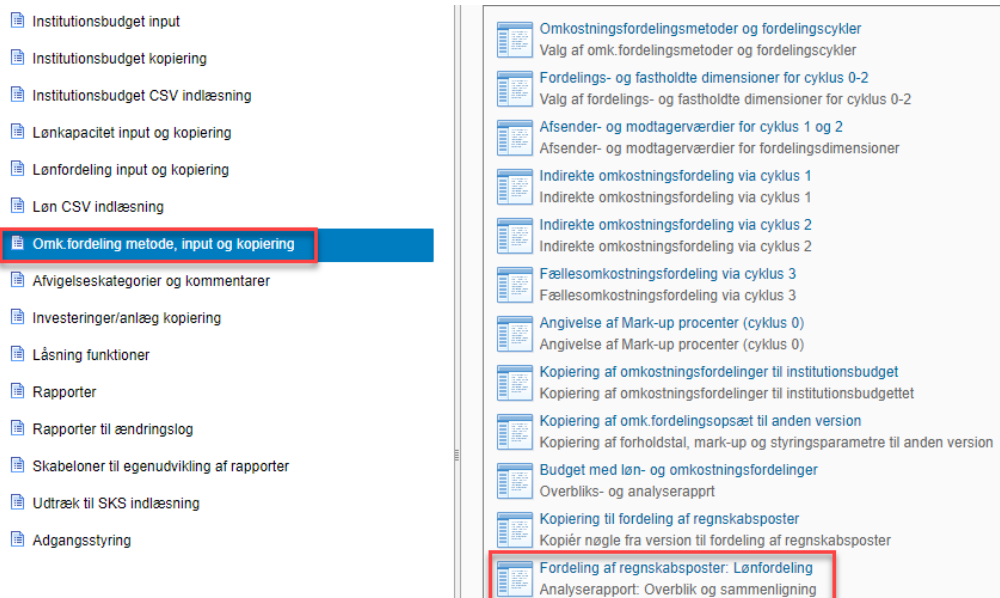 Institutionsbudget input
Institutionsbudget kopiering
Institutionsbudget CSV indlæsning
Lønkapacitet input og kopiering
Lønfordeling input og kopiering
Løn CSV indlæsning
Omk.fordeling metode, input og kopiering
Afvigelseskategorier og kommentarer
Investeringer/anlæg kopiering
Låsning funktioner
Rapporter
Rapporter til ændringslog
Skabeloner til egenudvikling af rapporter
Udtræk til SKS indlæsning
Adgangsstyring
Omkostningsfordelingsmetoder og fordelingscykler
Valg af omk.fordelingsmetoder og fordelingscykler
Fordelings- og fastholdte dimensioner for cyklus 0-2
Valg af fordelings- og fastholdte dimensioner for cyklus 0-2
Afsender- og modtagerværdier for cyklus 1 og 2
Afsender- og modtagerværdier for fordelingsdimensioner
Indirekte omkostningsfordeling via cyklus 1
Indirekte omkostningsfordeling via cyklus 1
Indirekte omkostningsfordeling via cyklus 2
Indirekte omkostningsfordeling via cyklus 2
Fællesomkostningsfordeling via cyklus 3
Fællesomkostningsfordeling via cyklus 3
Angivelse af Mark-up procenter (cyklus 0)
Angivelse af Mark-up procenter (cyklus 0)
Kopiering af omkostningsfordelinger til institutionsbudget
Kopiering af omkostningsfordelinger til institutionsbudgettet
Kopiering af omk.fordelingsopsæt til anden version
Kopiering af forholdstal, mark-up og styringsparametre til anden version
Budget med løn- og omkostningsfordelinger
Overbliks- og analyserapprt
Kopiering til fordeling af regnskabsposter
Kopiér nøgle fra version til fordeling af regnskabsposter
Fordeling af regnskabsposter: Lønfordeling
Analyserapport: Overblik og sammenligning